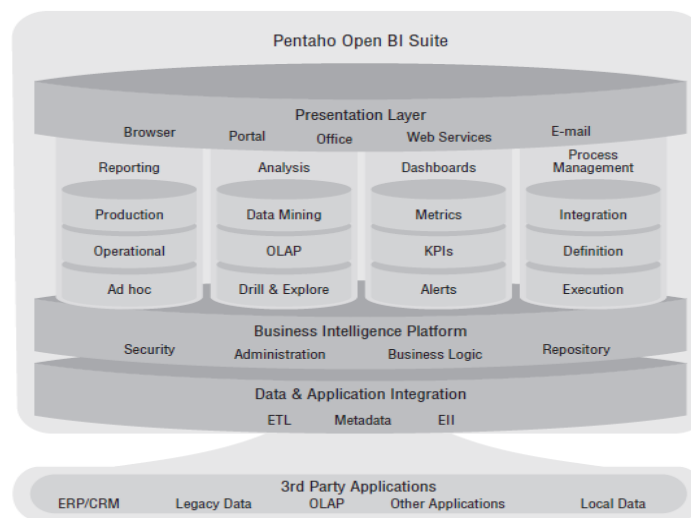 Pentaho Open BI Suite
Presentation Layer
Browser Portal Office Web Services E-mail
Reporting Analysis Dashboards Process Management
Production Data Mining Metrics Integration
Operational OLAP KPIs Definition
Ad hoc Drill & Explore Alerts Execution
Business Intelligence Platform
Security Administration Business Logic Repository
Data & Application Integration
ETL Metadata EII
3rd Party Applications
ERP/CRM Legacy Data OLAP Other Applications Local Data